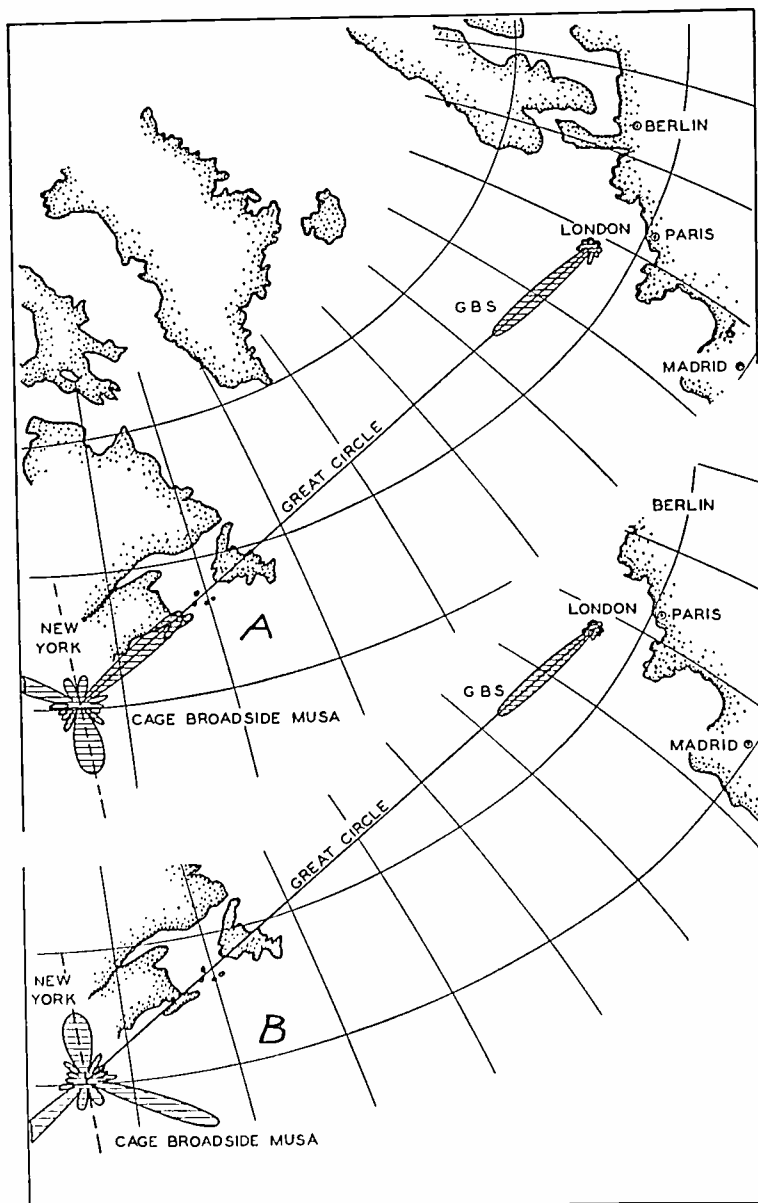 BERLIN
LONDON
PARIS
GBS
MADRID
GREAT CIRCLE
BERLIN
NEW
YORK
A
LONDON
PARIS
GBS
CAGE BROADSIDE MUSA
MADRID
GREAT CIRCLE
NEW
YORK
B
CAGE BROADSIDE MUSA